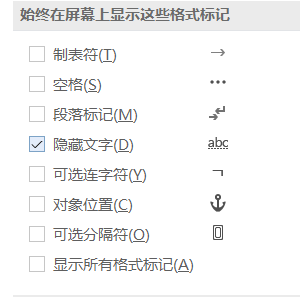 始终在屏幕上显示这些格式标记
制表符(T) →
空格(S) •••
段落标记(M)
隐藏文字(D) abc
可选连字符(Y) ¬
对象位置(C)
可选分隔符(O)
显示所有格式标记(A)